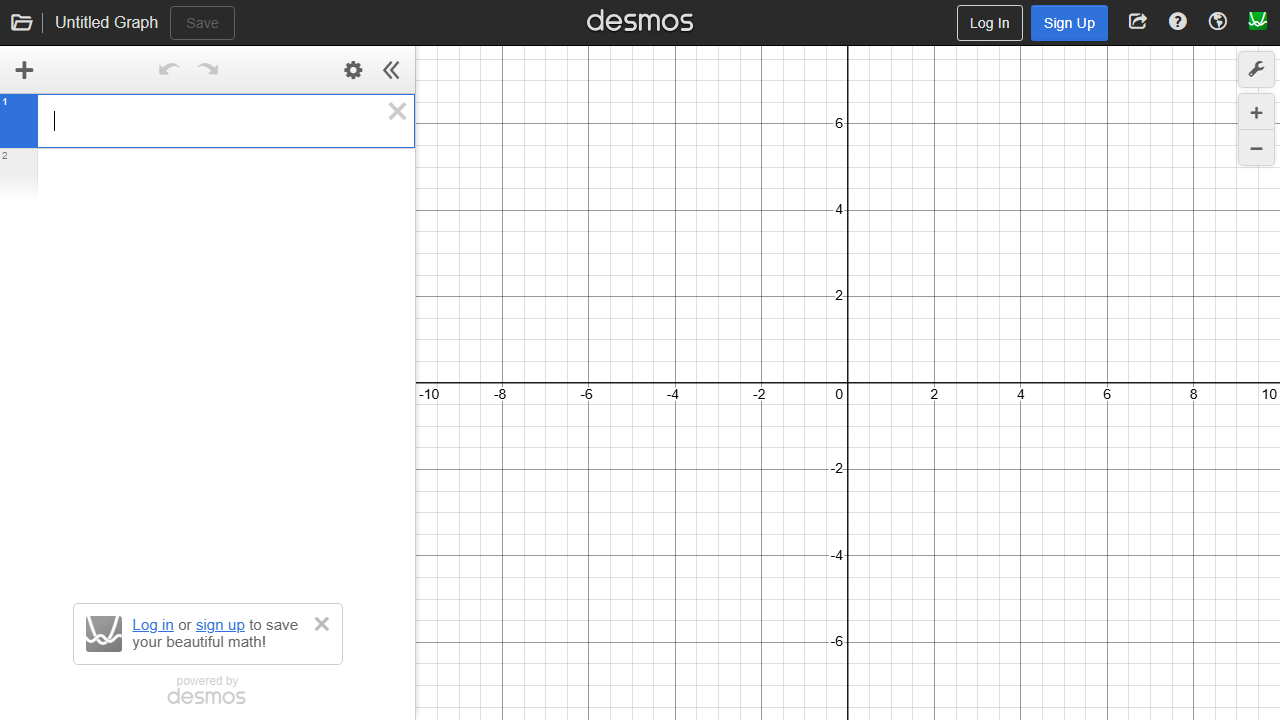 Untitled Graph
Save
desmos
Log In
Sign Up
1
2
6
4
2
-10
-8
-6
-4
-2
0
2
4
6
8
10
-2
-4
-6
Log in or sign up to save
your beautiful math!
powered by
desmos